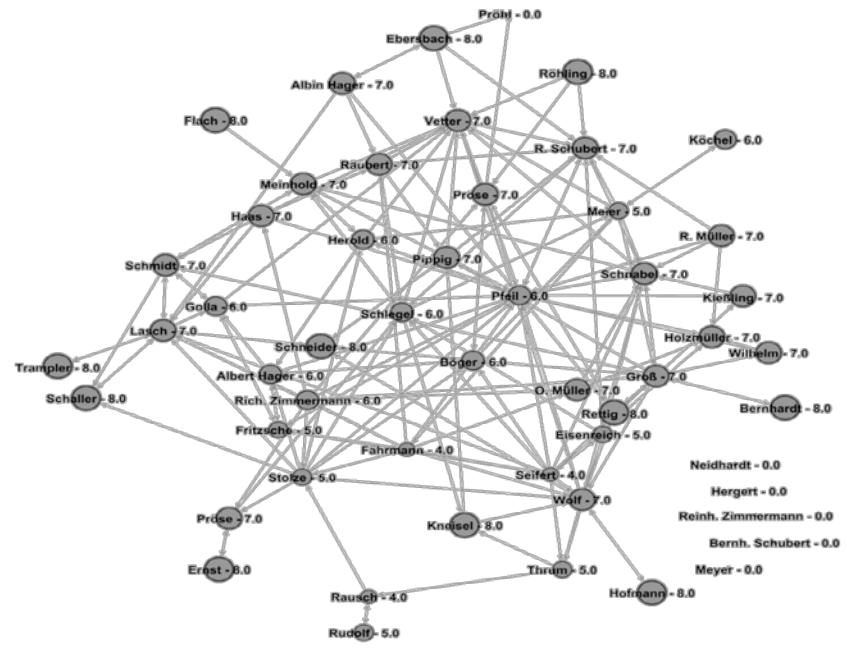 Pröhl - 0.0
Ebersbach - 8.0
Röhling - 8.0
Albin Hager - 7.0
Flach - 8.0
Vetter - 7.0
Köchel - 6.0
R. Schubert - 7.0
Räubert - 7.0
Meinhold - 7.0
Pröse - 7.0
Meier - 5.0
Haas - 7.0
R. Müller - 7.0
Herold - 6.0
Pippig - 7.0
Schmidt - 7.0
Schnabel - 7.0
Pfeil - 6.0
Kießling - 7.0
Golla - 6.0
Schlegel - 6.0
Lasch - 7.0
Holzmüller - 7.0
Schneider - 8.0
Wilhelm - 7.0
Böger - 6.0
Trampler - 8.0
Albert Hager - 6.0
Groß - 7.0
O. Müller - 7.0
Schaller - 8.0
Rich. Zimmermann - 6.0
Bernhardt - 8.0
Rettig - 8.0
Fritzsche - 5.0
Eisenreich - 5.0
Fahrmann - 4.0
Neidhardt - 0.0
Stolze - 5.0
Seifert - 4.0
Hergert - 0.0
Wolf - 7.0
Reinh. Zimmermann - 0.0
Pröse - 7.0
Kneisel - 8.0
Bernh. Schubert - 0.0
Ernst - 8.0
Thrum - 5.0
Meyer - 0.0
Hofmann - 8.0
Rausch - 4.0
Rudolf - 5.0